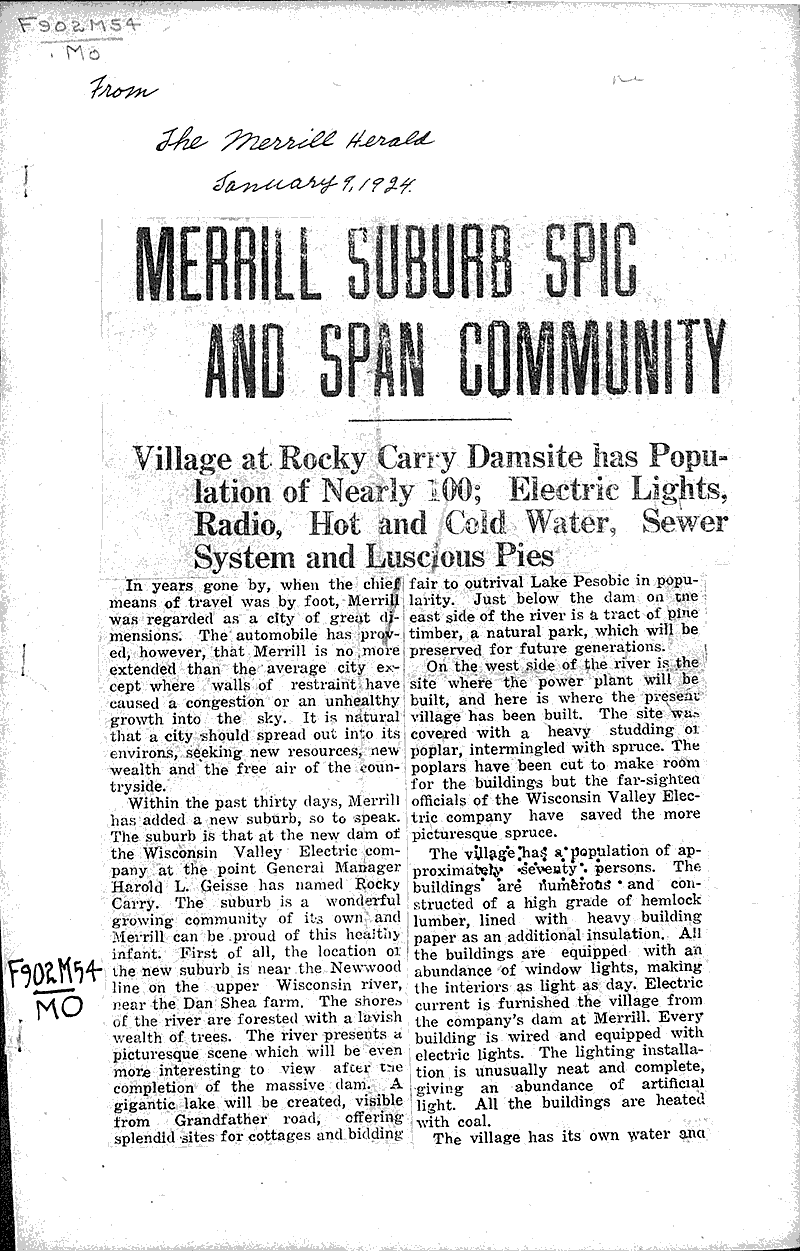 F902M54
MO
From
The Merrill Herald
January 9, 1924.
MERRILL SUBURB SPIC
AND SPAN COMMUNITY
Village at Rocky Carry Damsite has Popu-
lation of Nearly 100; Electric Lights,
Radio, Hot and Cold Water, Sewer
System and Luscious Pies
In years gone by, when the chief
means of travel was by foot, Merrill
was regarded as a city of great di-
mensions. The automobile has prov-
ed, however, that Merrill is no more
extended than the average city ex-
cept where walls of restraint have
caused a congestion or an unhealthy
growth into the sky. It is natural
that a city should spread out into its
environs, seeking new resources, new
wealth and the free air of the coun-
tryside.
Within the past thirty days, Merrill
has added a new suburb, so to speak.
The suburb is that at the new dam of
the Wisconsin Valley Electric com-
pany at the point General Manager
Harold L. Geisse has named Rocky
Carry. The suburb is a wonderful
growing community of its own and
Merrill can be proud of this healthy
infant. First of all, the location of
the new suburb is near the Newwood
line on the upper Wisconsin river,
near the Dan Shea farm. The shores
of the river are forested with a lavish
wealth of trees. The river presents a
picturesque scene which will be even
more interesting to view after the
completion of the massive dam. A
gigantic lake will be created, visible
from Grandfather road, offering
splendid sites for cottages and bidding
fair to outrival Lake Pesobic in popu-
larity. Just below the dam on the
east side of the river is a tract of pine
timber, a natural park, which will be
preserved for future generations.
On the west side of the river is the
site where the power plant will be
built, and here is where the present
village has been built. The site was
covered with a heavy studding of
poplar, intermingled with spruce. The
poplars have been cut to make room
for the buildings but the far-sighted
officials of the Wisconsin Valley Elec-
tric company have saved the more
picturesque spruce.
The village has a population of ap-
proximately seventy persons. The
buildings are numerous and con-
structed of a high grade of hemlock
lumber, lined with heavy building
paper as an additional insulation. All
the buildings are equipped with an
abundance of window lights, making
the interiors as light as day. Electric
current is furnished the village from
the company's dam at Merrill. Every
building is wired and equipped with
electric lights. The lighting installa-
tion is unusually neat and complete,
giving an abundance of artificial
light. All the buildings are heated
with coal.
The village has its own water and
F902M54
MO